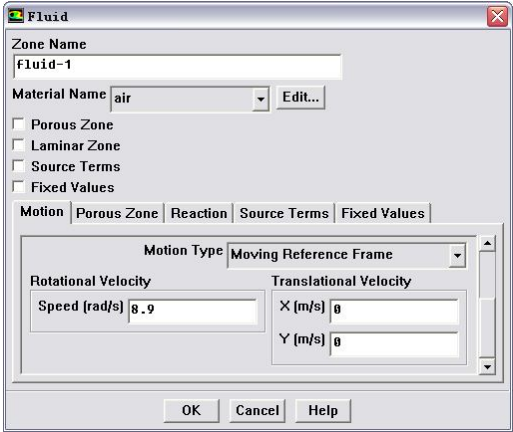 Fluid
Zone Name
fluid-1
Material Name air Edit...
Porous Zone
Laminar Zone
Source Terms
Fixed Values
Motion Porous Zone Reaction Source Terms Fixed Values
Motion Type Moving Reference Frame
Rotational Velocity Translational Velocity
Speed (rad/s) 8.9 X (m/s) 0
Y (m/s) 0
OK Cancel Help